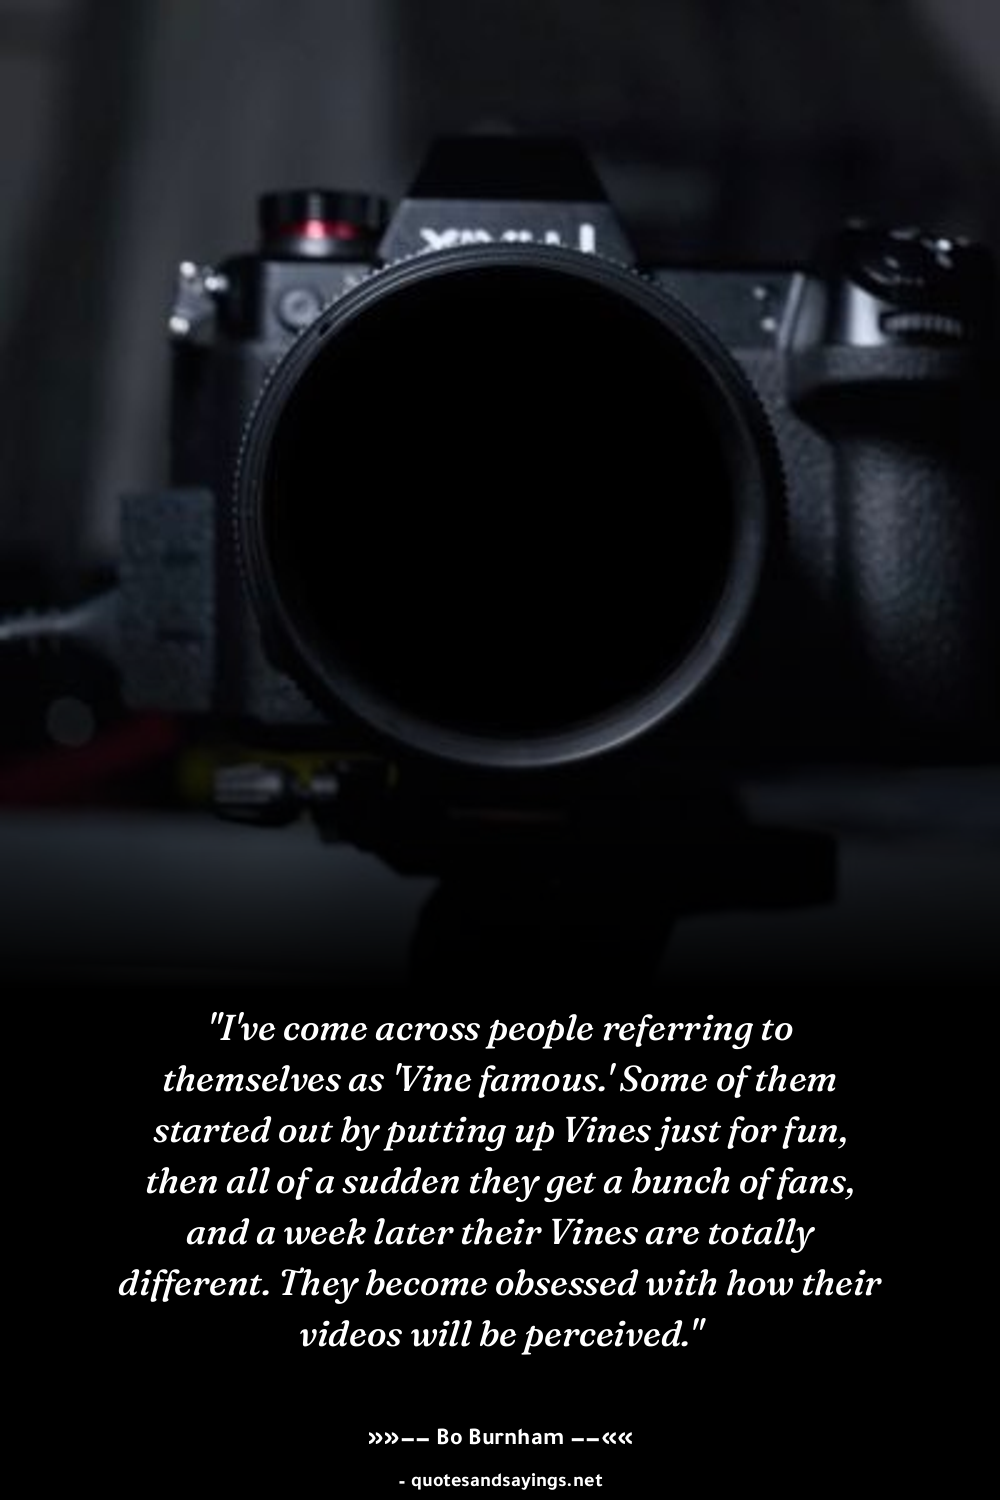 "I've come across people referring to
themselves as 'Vine famous.' Some of them
started out by putting up Vines just for fun,
then all of a sudden they get a bunch of fans,
and a week later their Vines are totally
different. They become obsessed with how their
videos will be perceived."
»»–– Bo Burnham ––««
- quotesandsayings.net